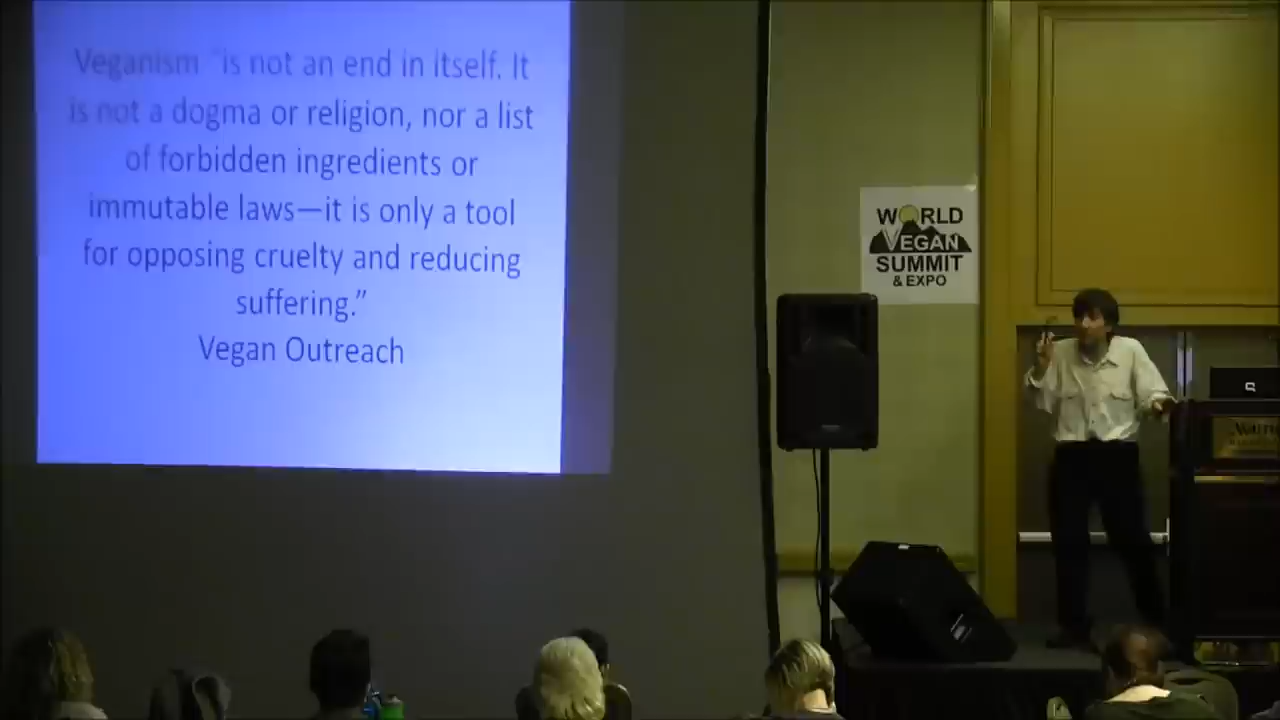 Veganism "is not an end in itself. It
is not a dogma or religion, nor a list
of forbidden ingredients or
immutable laws—it is only a tool
for opposing cruelty and reducing
suffering.”
Vegan Outreach
WORLD
VEGAN
SUMMIT
& EXPO